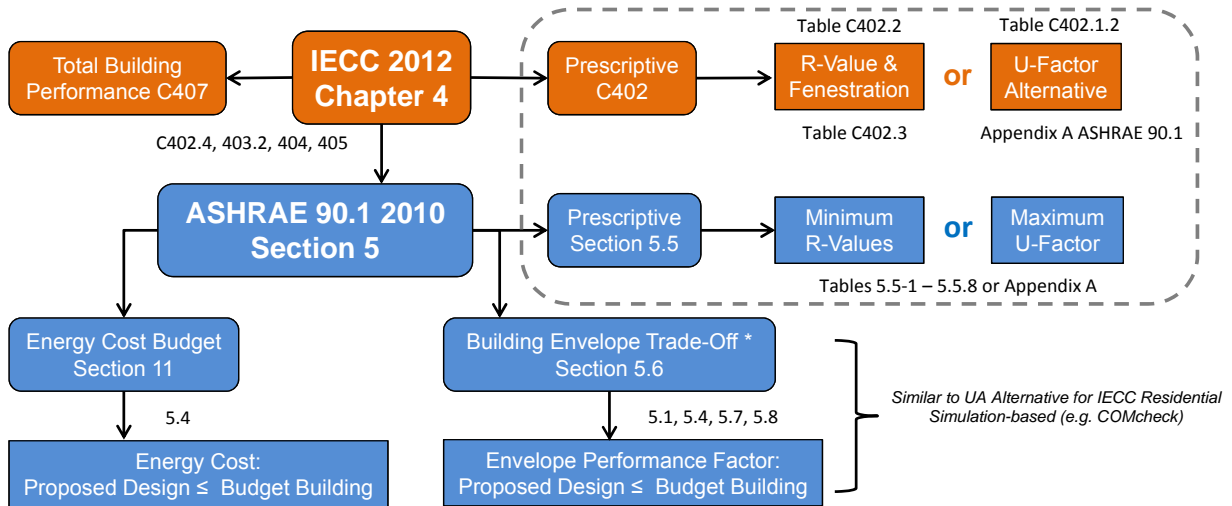 Table C402.2
Table C402.1.2
Total Building
Performance C407
IECC 2012
Chapter 4
Prescriptive
C402
R-Value &
Fenestration
or
U-Factor
Alternative
C402.4, 403.2, 404, 405
Table C402.3
Appendix A ASHRAE 90.1
ASHRAE 90.1 2010
Section 5
Prescriptive
Section 5.5
Minimum
R-Values
or
Maximum
U-Factor
Tables 5.5-1 – 5.5.8 or Appendix A
Energy Cost Budget
Section 11
Building Envelope Trade-Off *
Section 5.6
Similar to UA Alternative for IECC Residential
Simulation-based (e.g. COMcheck)
5.4
5.1, 5.4, 5.7, 5.8
Energy Cost:
Proposed Design ≤ Budget Building
Envelope Performance Factor:
Proposed Design ≤ Budget Building